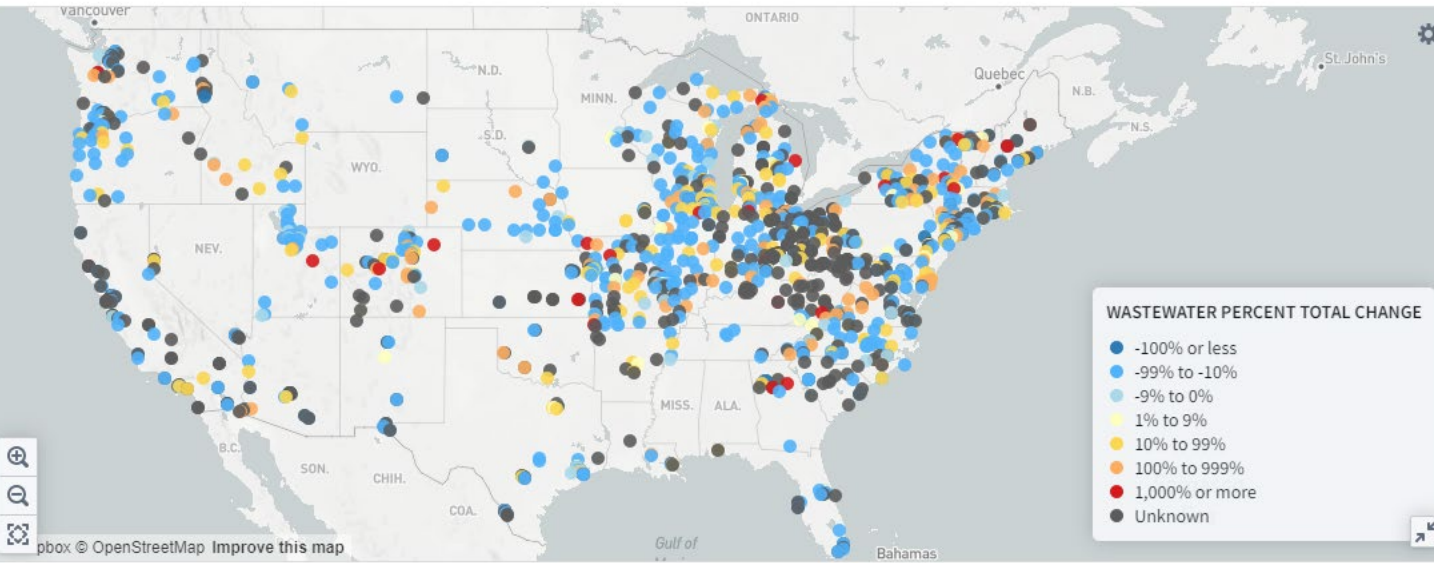 Vancouver
ONTARIO
St. John's
Quebec
N.D.
MINN.
N.B.
N.S.
S.D.
WYO.
NEV.
MISS.
ALA.
B.C.
SON.
CHIH.
COA.
Gulf of
Bahamas
WASTEWATER PERCENT TOTAL CHANGE
-100% or less
-99% to -10%
-9% to 0%
1% to 9%
10% to 99%
100% to 999%
1,000% or more
Unknown
pbox © OpenStreetMap Improve this map